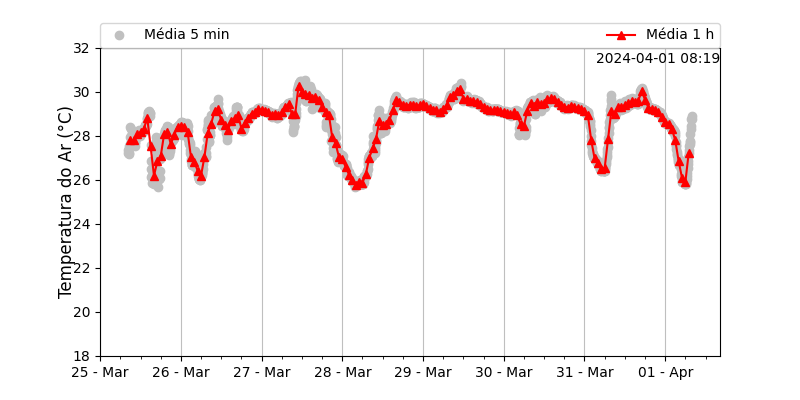 Média 5 min
Média 1 h
2024-04-01 08:19
Temperatura do Ar (°C)
32
30
28
26
24
22
20
18
25 - Mar
26 - Mar
27 - Mar
28 - Mar
29 - Mar
30 - Mar
31 - Mar
01 - Apr